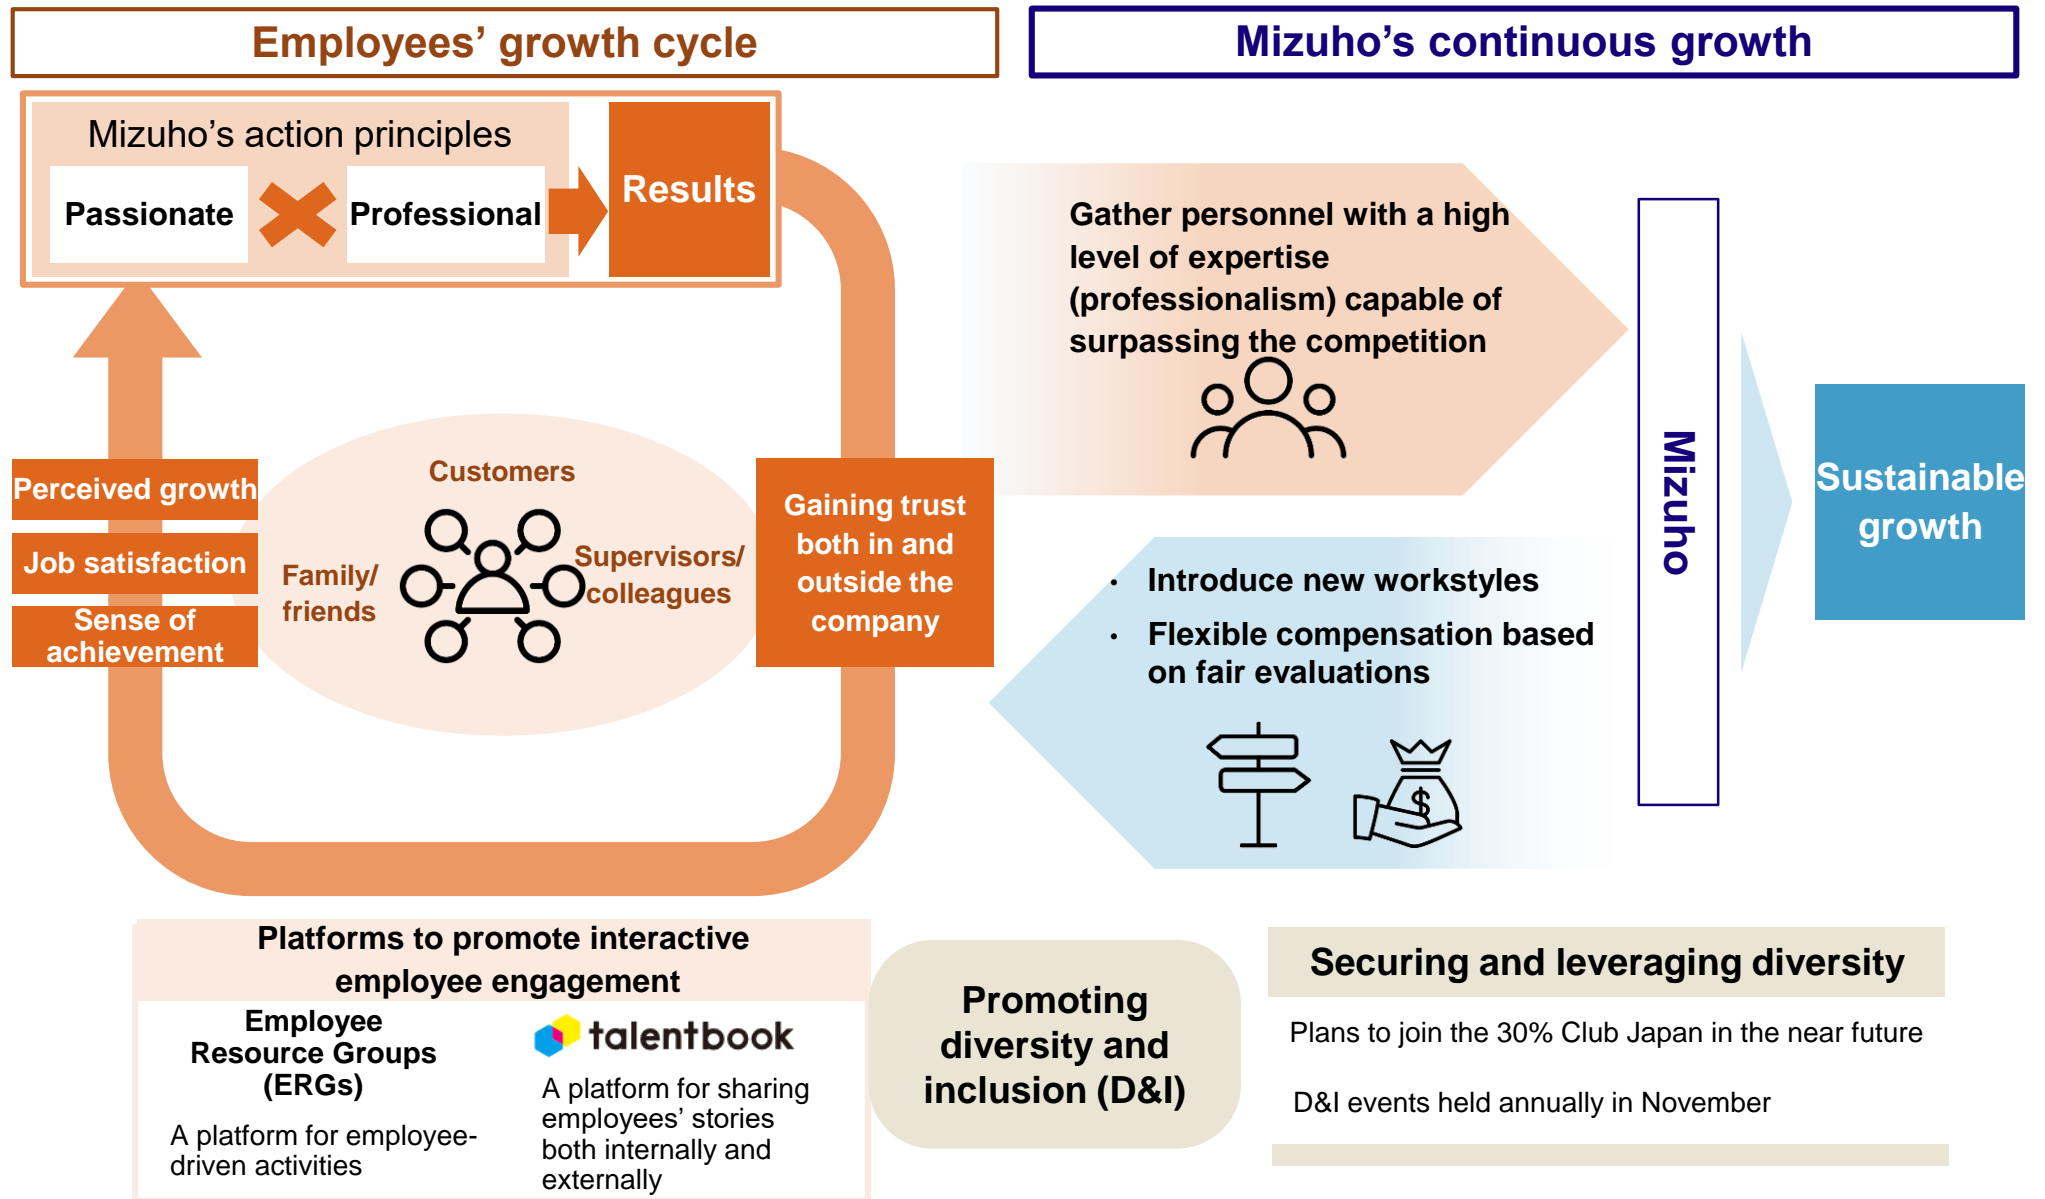 Employees’ growth cycle
Mizuho’s continuous growth
Mizuho’s action principles
Passionate
Professional
Results
Perceived growth
Job satisfaction
Sense of
achievement
Customers
Family/
friends
Supervisors/
colleagues
Gaining trust
both in and
outside the
company
Gather personnel with a high
level of expertise
(professionalism) capable of
surpassing the competition
• Introduce new workstyles
• Flexible compensation based
on fair evaluations
$
Mizuho
Sustainable
growth
Platforms to promote interactive
employee engagement
Employee
Resource Groups
(ERGs)
A platform for employee-
driven activities
talentbook
A platform for sharing
employees’ stories
both internally and
externally
Promoting
diversity and
inclusion (D&I)
Securing and leveraging diversity
Plans to join the 30% Club Japan in the near future
D&I events held annually in November